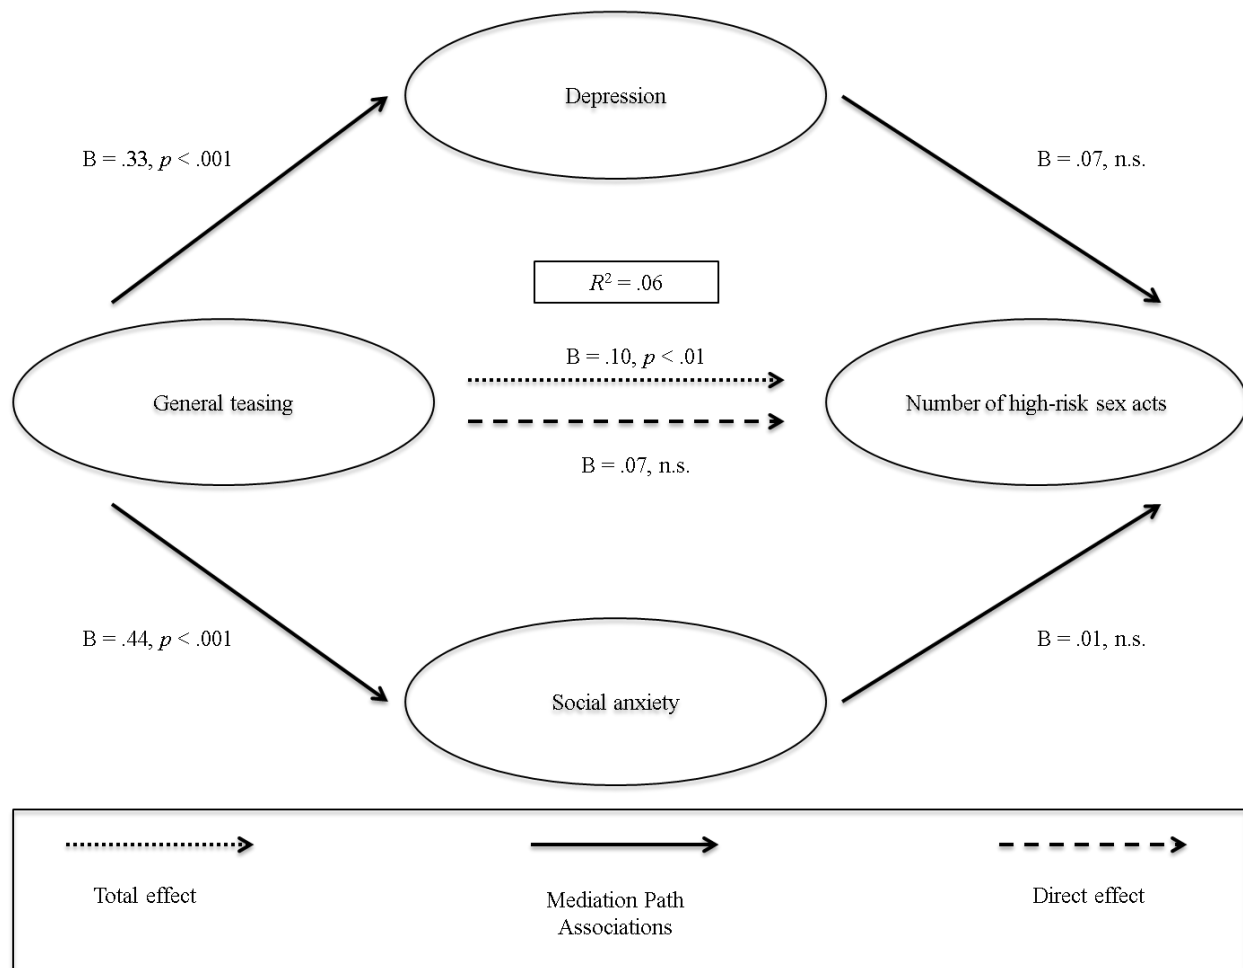 Depression
B = .33, p < .001
B = .07, n.s.
R² = .06
B = .10, p < .01
General teasing
Number of high-risk sex acts
B = .07, n.s.
B = .44, p < .001
B = .01, n.s.
Social anxiety
Total effect
Mediation Path
Associations
Direct effect